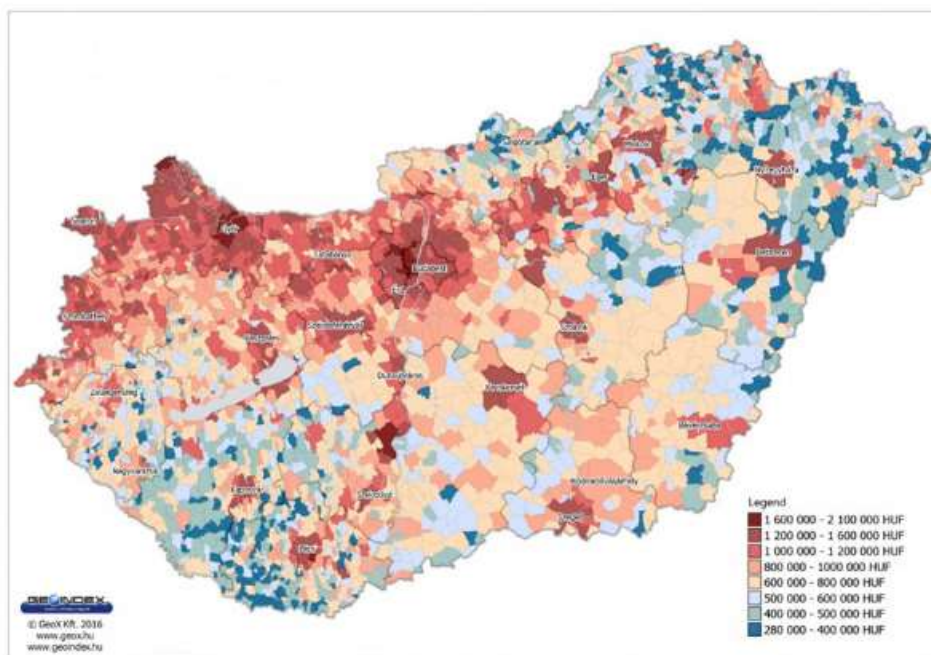 Sopron
Győr
Tatabánya
Budapest
Érd
Szombathely
Veszprém
Székesfehérvár
Zalaegerszeg
Dunaújváros
Nagykanizsa
Kaposvár
Szekszárd
Pécs
Salgótarján
Eger
Miskolc
Nyíregyháza
Debrecen
Szolnok
Kecskemét
Békéscsaba
Hódmezővásárhely
Szeged
Legend
1 600 000 - 2 100 000 HUF
1 200 000 - 1 600 000 HUF
1 000 000 - 1 200 000 HUF
800 000 - 1000 000 HUF
600 000 - 800 000 HUF
500 000 - 600 000 HUF
400 000 - 500 000 HUF
280 000 - 400 000 HUF
GEOINDEX
© GeoX Kft. 2016
www.geox.hu
www.geoindex.hu